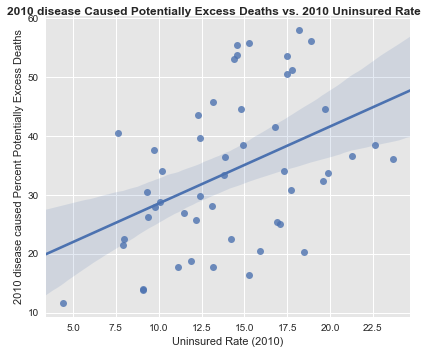 2010 disease Caused Potentially Excess Deaths vs. 2010 Uninsured Rate
2010 disease caused Percent Potentially Excess Deaths
60
50
40
30
20
10
5.0 7.5 10.0 12.5 15.0 17.5 20.0 22.5
Uninsured Rate (2010)